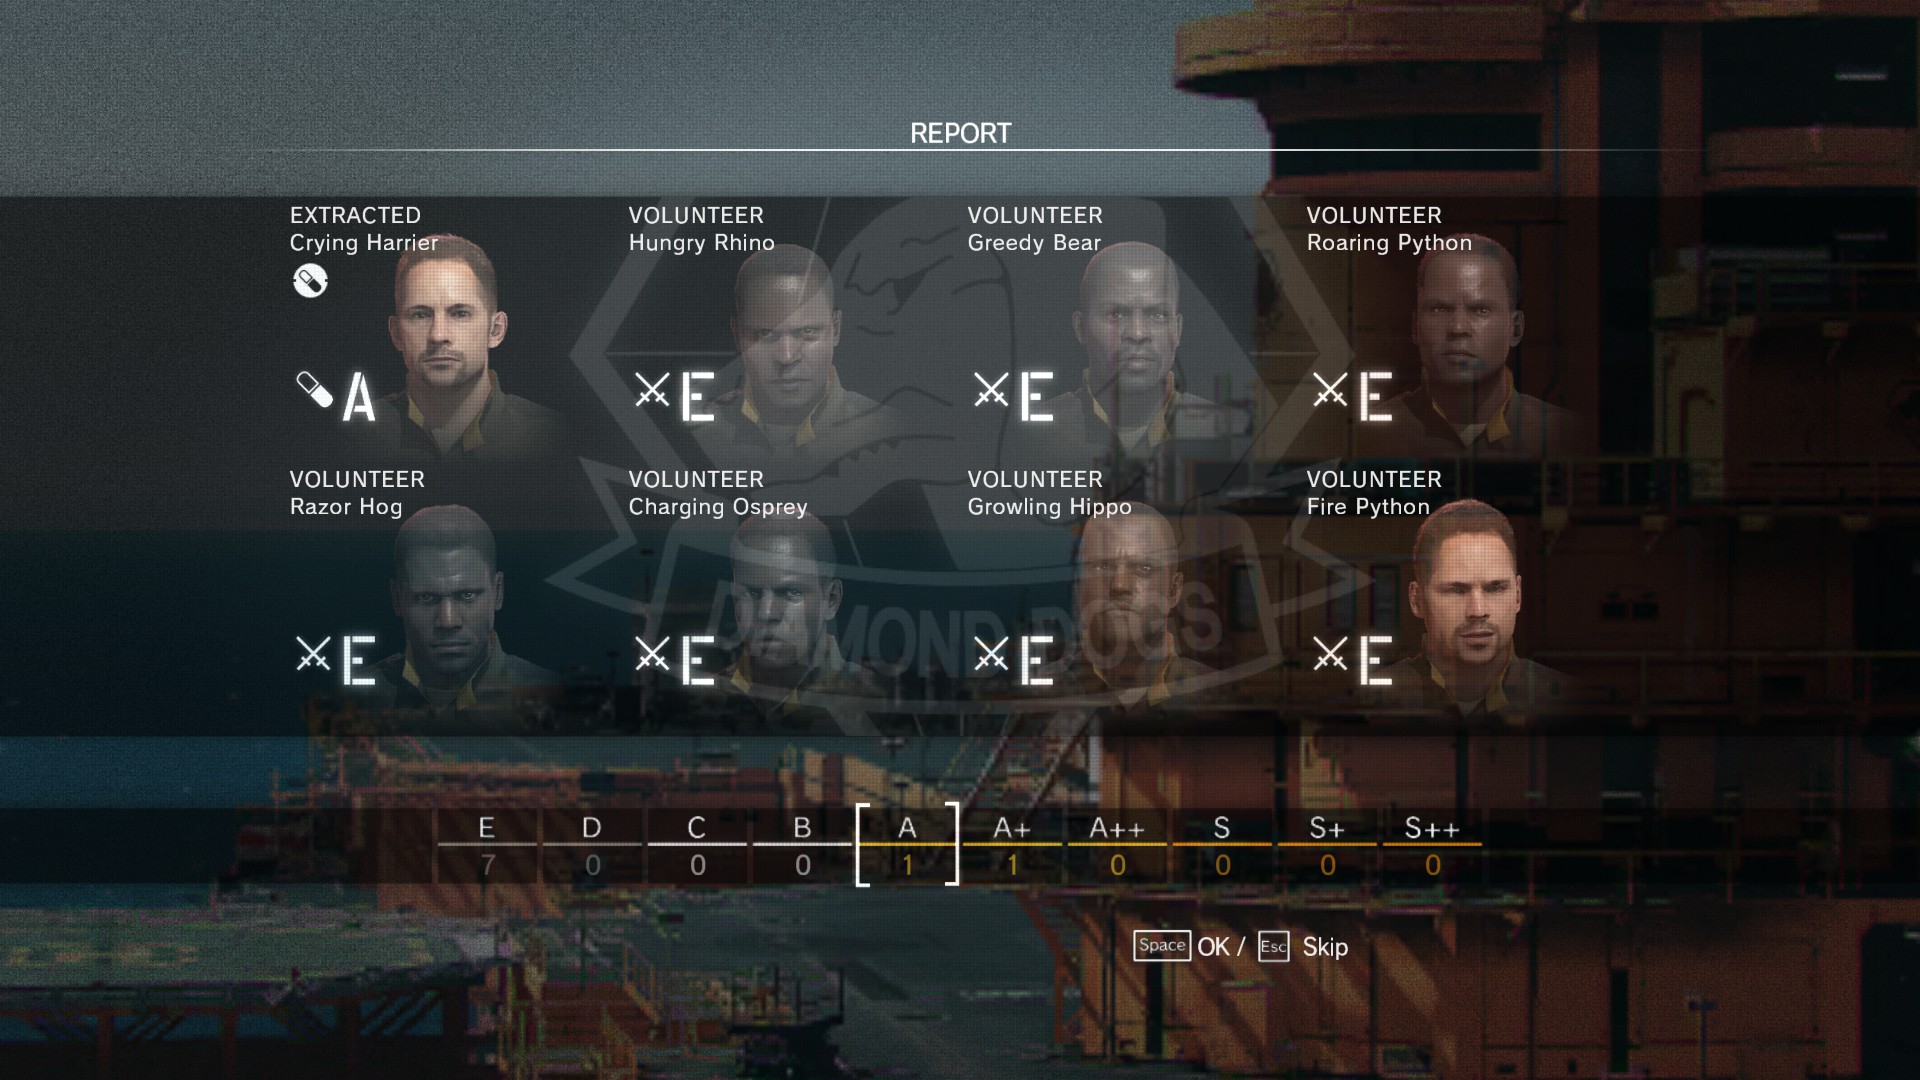 REPORT
EXTRACTED
Crying Harrier
A
VOLUNTEER
Hungry Rhino
E
VOLUNTEER
Greedy Bear
E
VOLUNTEER
Roaring Python
E
VOLUNTEER
Razor Hog
E
VOLUNTEER
Charging Osprey
E
VOLUNTEER
Growling Hippo
E
VOLUNTEER
Fire Python
E
DIAMOND DOGS
E D C B A A+ A++ S S+ S++
7 0 0 0 1 1 0 0 0 0
Space OK / Esc Skip